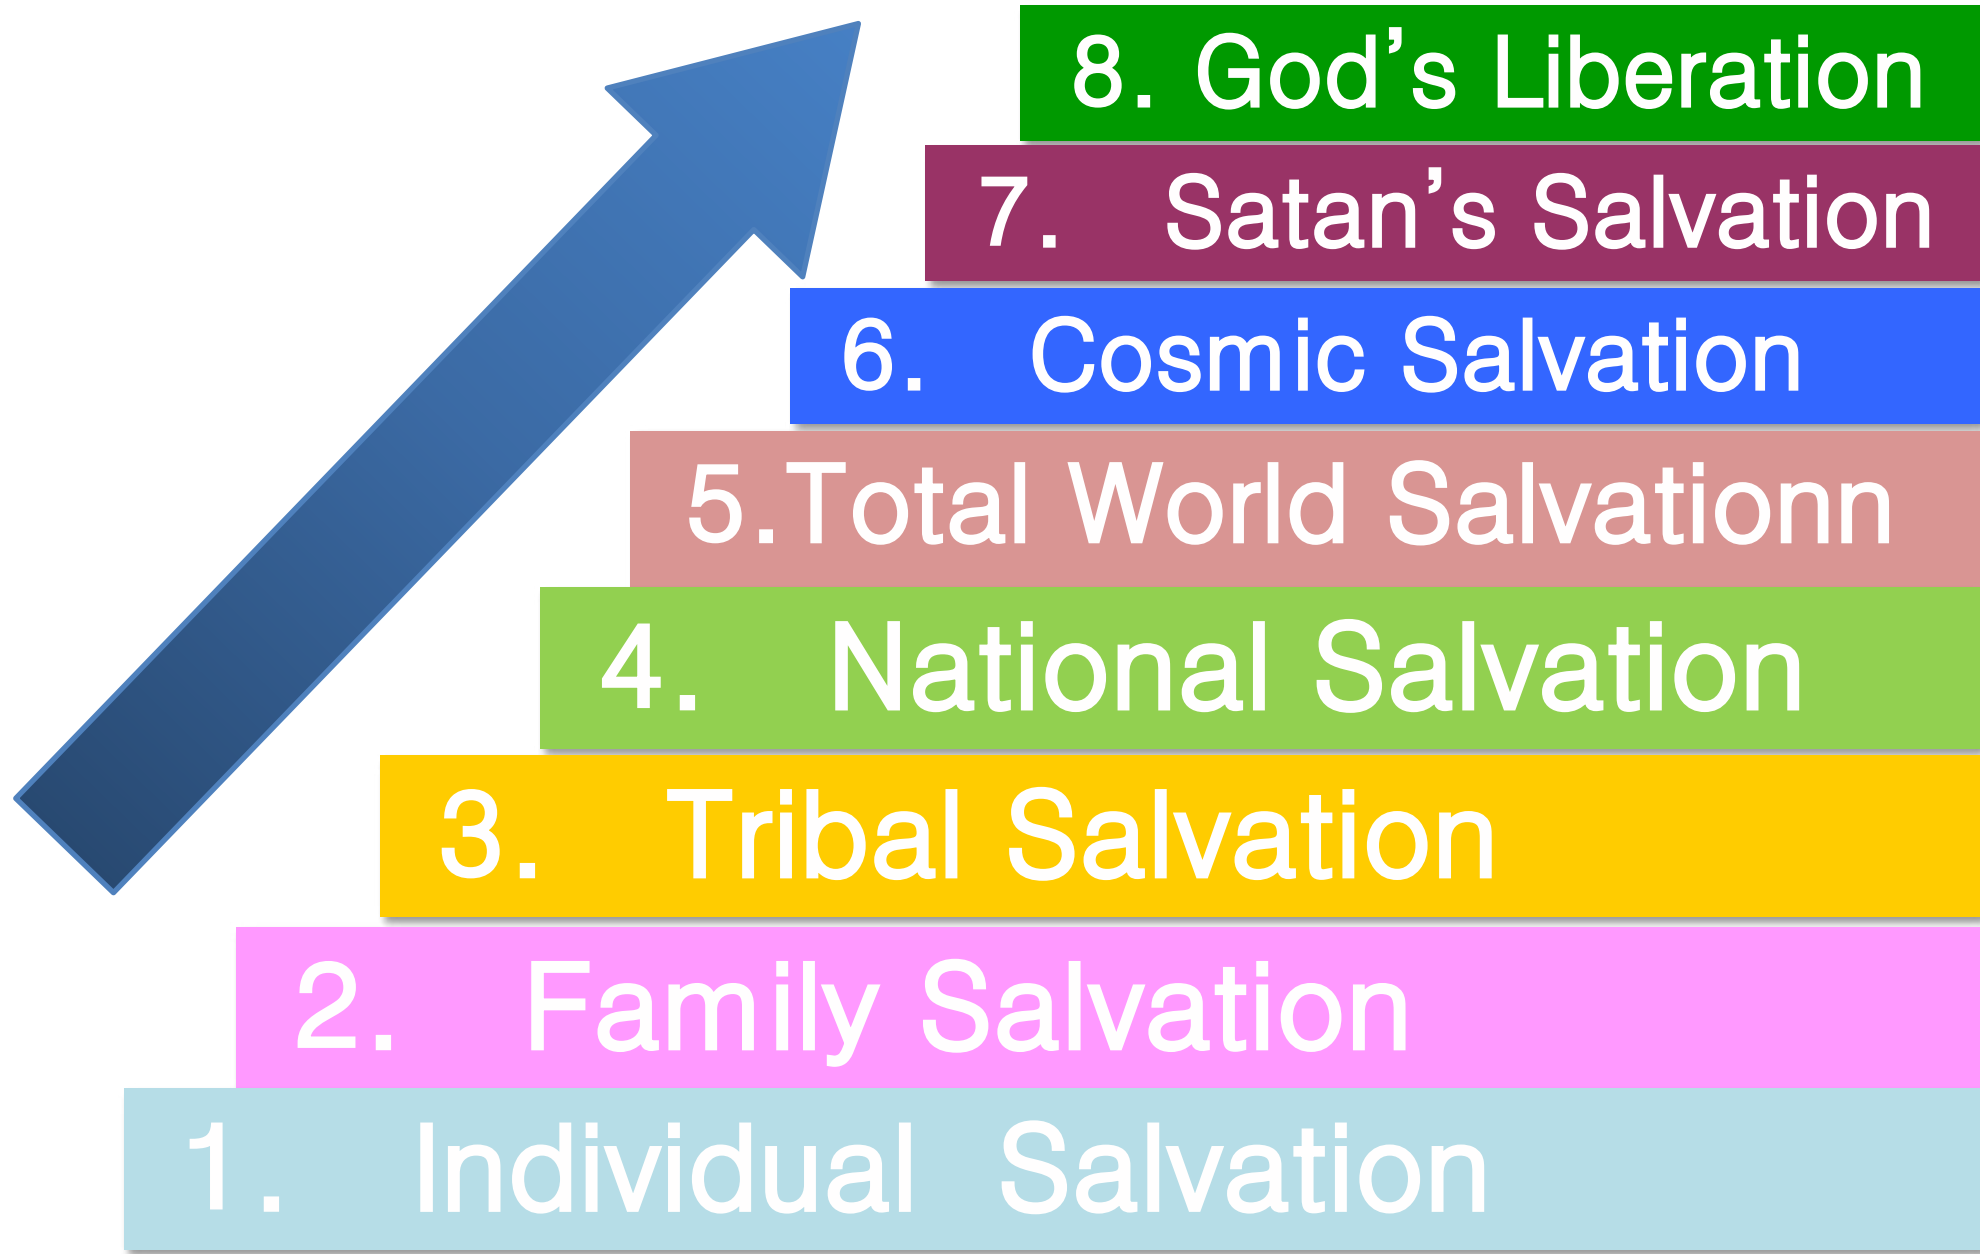 8. God’s Liberation
7. Satan’s Salvation
6. Cosmic Salvation
5.Total World Salvationn
4. National Salvation
3. Tribal Salvation
2. Family Salvation
1. Individual Salvation